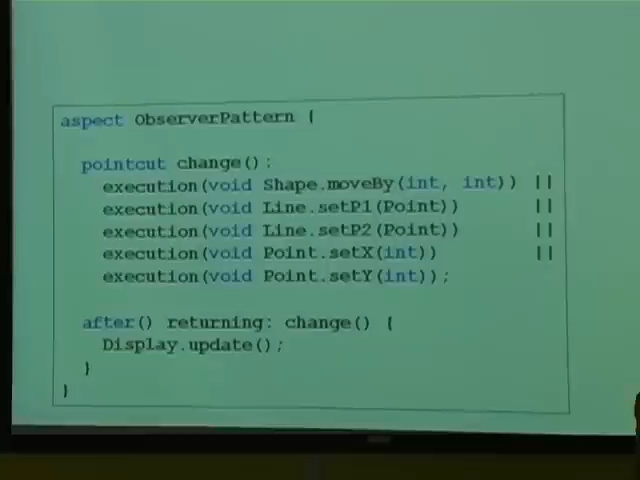 aspect ObserverPattern {
pointcut change():
execution(void Shape.moveBy(int, int)) ||
execution(void Line.setP1(Point)) ||
execution(void Line.setP2(Point)) ||
execution(void Point.setX(int)) ||
execution(void Point.setY(int));
after() returning: change() {
Display.update();
}
}